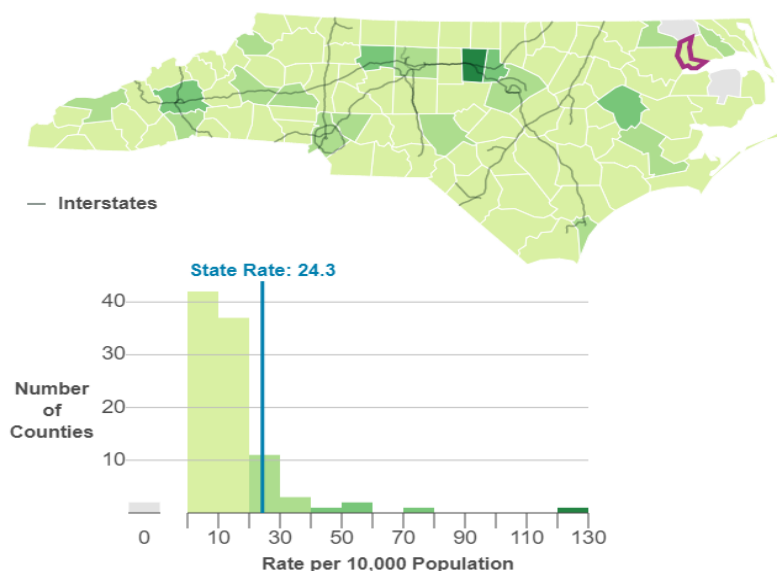 Interstates
State Rate: 24.3
40
30
20
10
Number
of
Counties
0
10
30
50
70
90
110
130
Rate per 10,000 Population